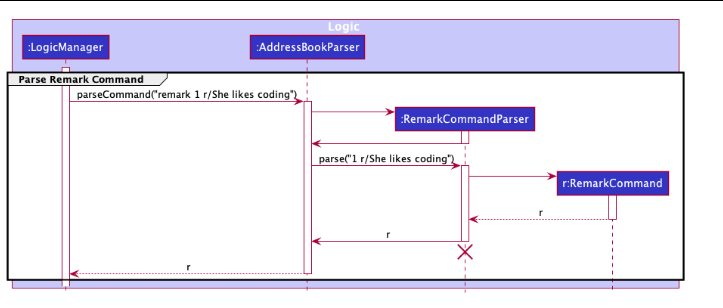 Logic
:LogicManager
:AddressBookParser
Parse Remark Command
parseCommand("remark 1 r/She likes coding")
:RemarkCommandParser
parse("1 r/She likes coding")
r:RemarkCommand
r
r
r